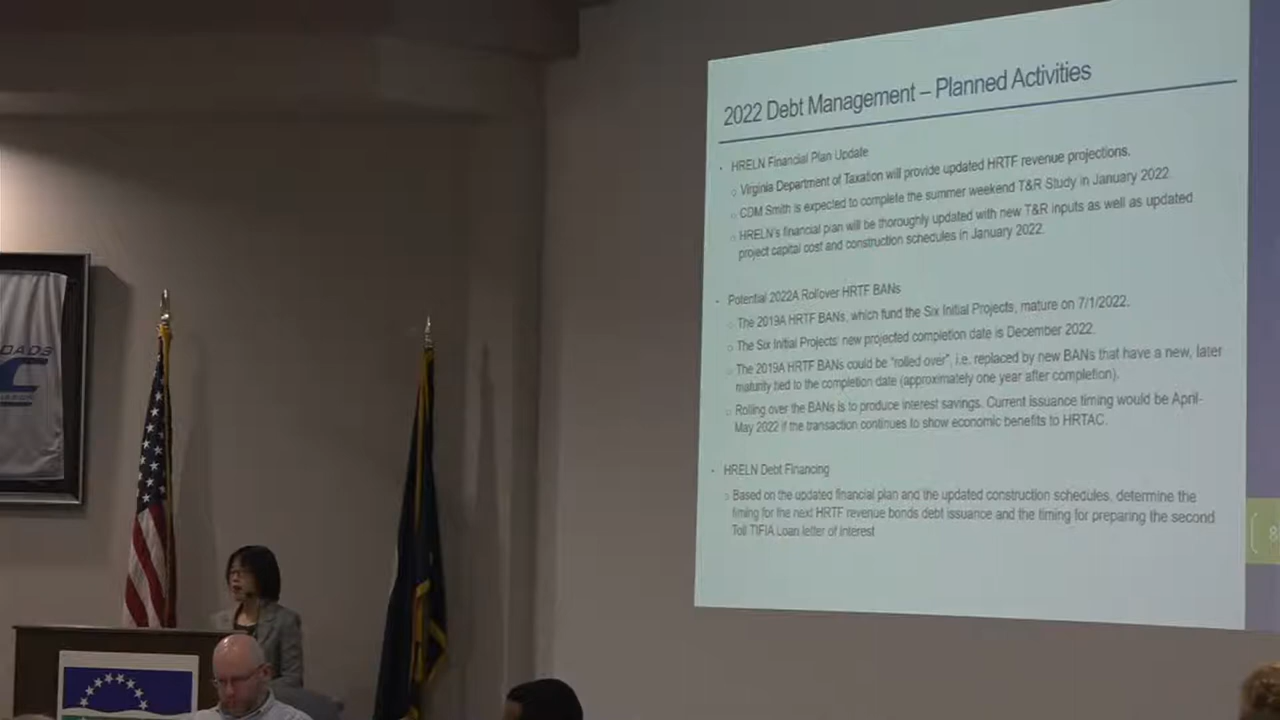 2022 Debt Management – Planned Activities
HRELN Financial Plan Update
Virginia Department of Taxation will provide updated HRTF revenue projections.
CDM Smith is expected to complete the summer weekend T&R Study in January 2022.
HRELN's financial plan will be thoroughly updated with new T&R inputs as well as updated
project capital cost and construction schedules in January 2022.
Potential 2022A Rollover HRTF BANs
The 2019A HRTF BANs, which fund the Six Initial Projects, mature on 7/1/2022.
The Six Initial Projects' new projected completion date is December 2022.
The 2019A HRTF BANs could be "rolled over", i.e. replaced by new BANs that have a new, later
maturity tied to the completion date (approximately one year after completion).
Rolling over the BANs is to produce interest savings. Current issuance timing would be April-
May 2022 if the transaction continues to show economic benefits to HRTAC.
HRELN Debt Financing
Based on the updated financial plan and the updated construction schedules, determine the
timing for the next HRTF revenue bonds debt issuance and the timing for preparing the second
Toll TIFIA Loan letter of interest
8